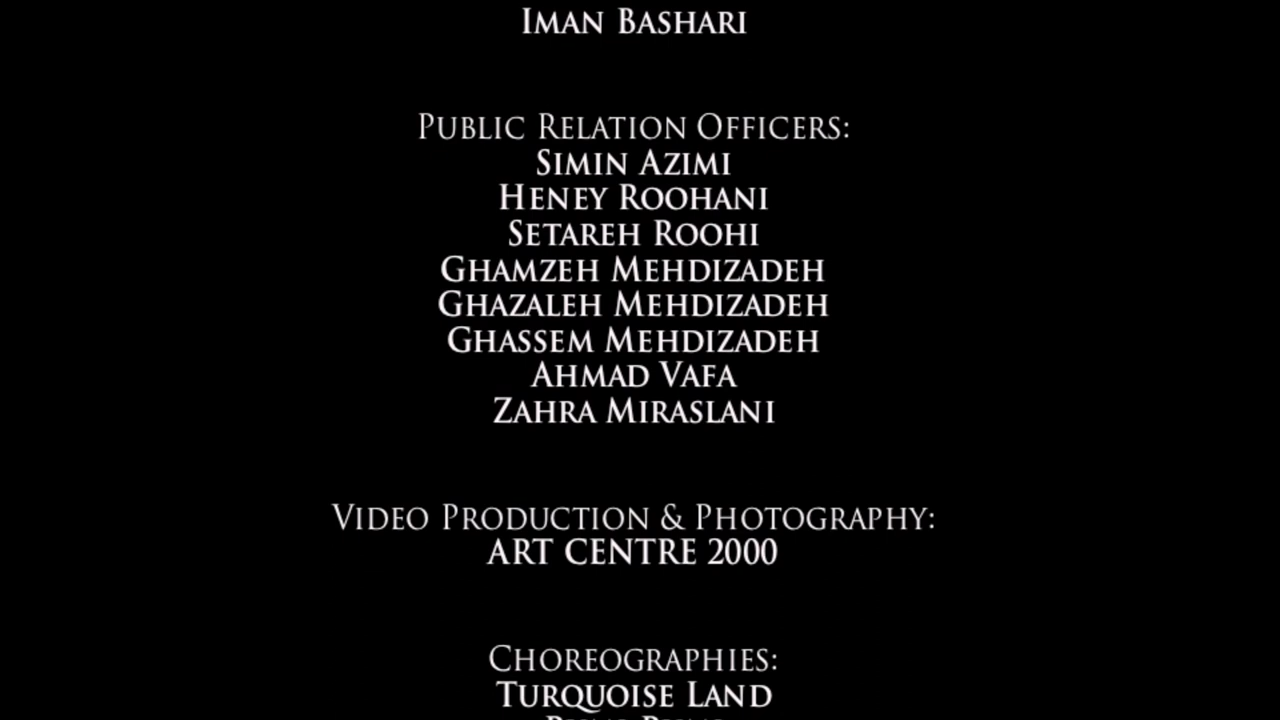 Iman Bashari
Public Relation Officers:
Simin Azimi
Heney Roohani
Setareh Roohi
Ghamzeh Mehdizadeh
Ghazaleh Mehdizadeh
Ghassem Mehdizadeh
Ahmad Vafa
Zahra Miraslani
Video Production & Photography:
ART CENTRE 2000
Choreographies:
Turquoise Land